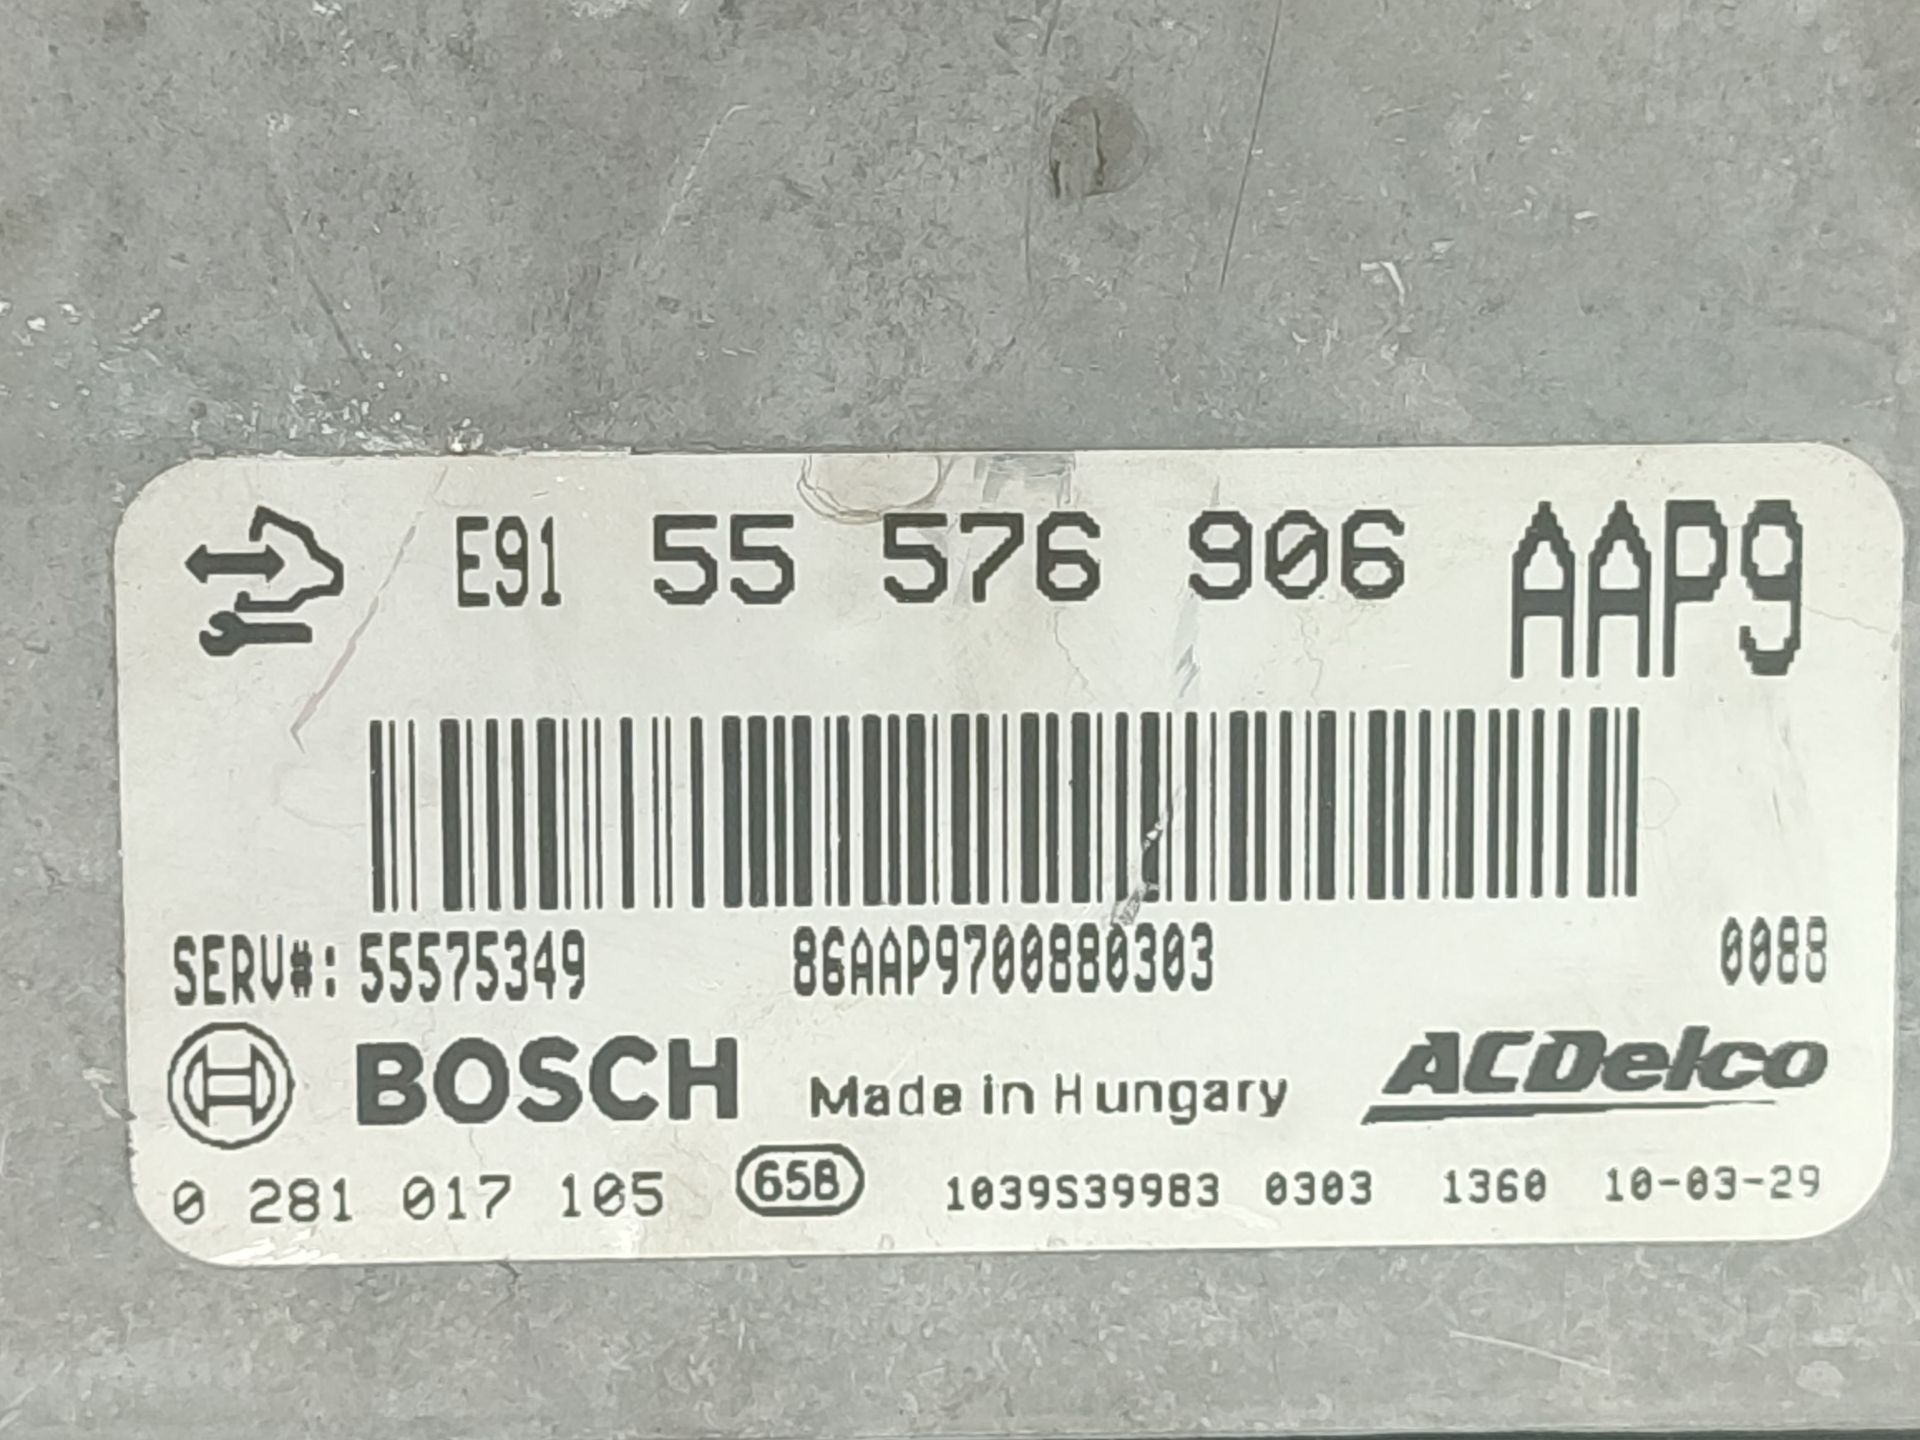 E91 55 576 906 AAP9
SERV#: 55575349 86AAP9700880303 0088
BOSCH Made in Hungary ACDelco
0 281 017 105 65B 1039S39983 0303 1360 10-03-29